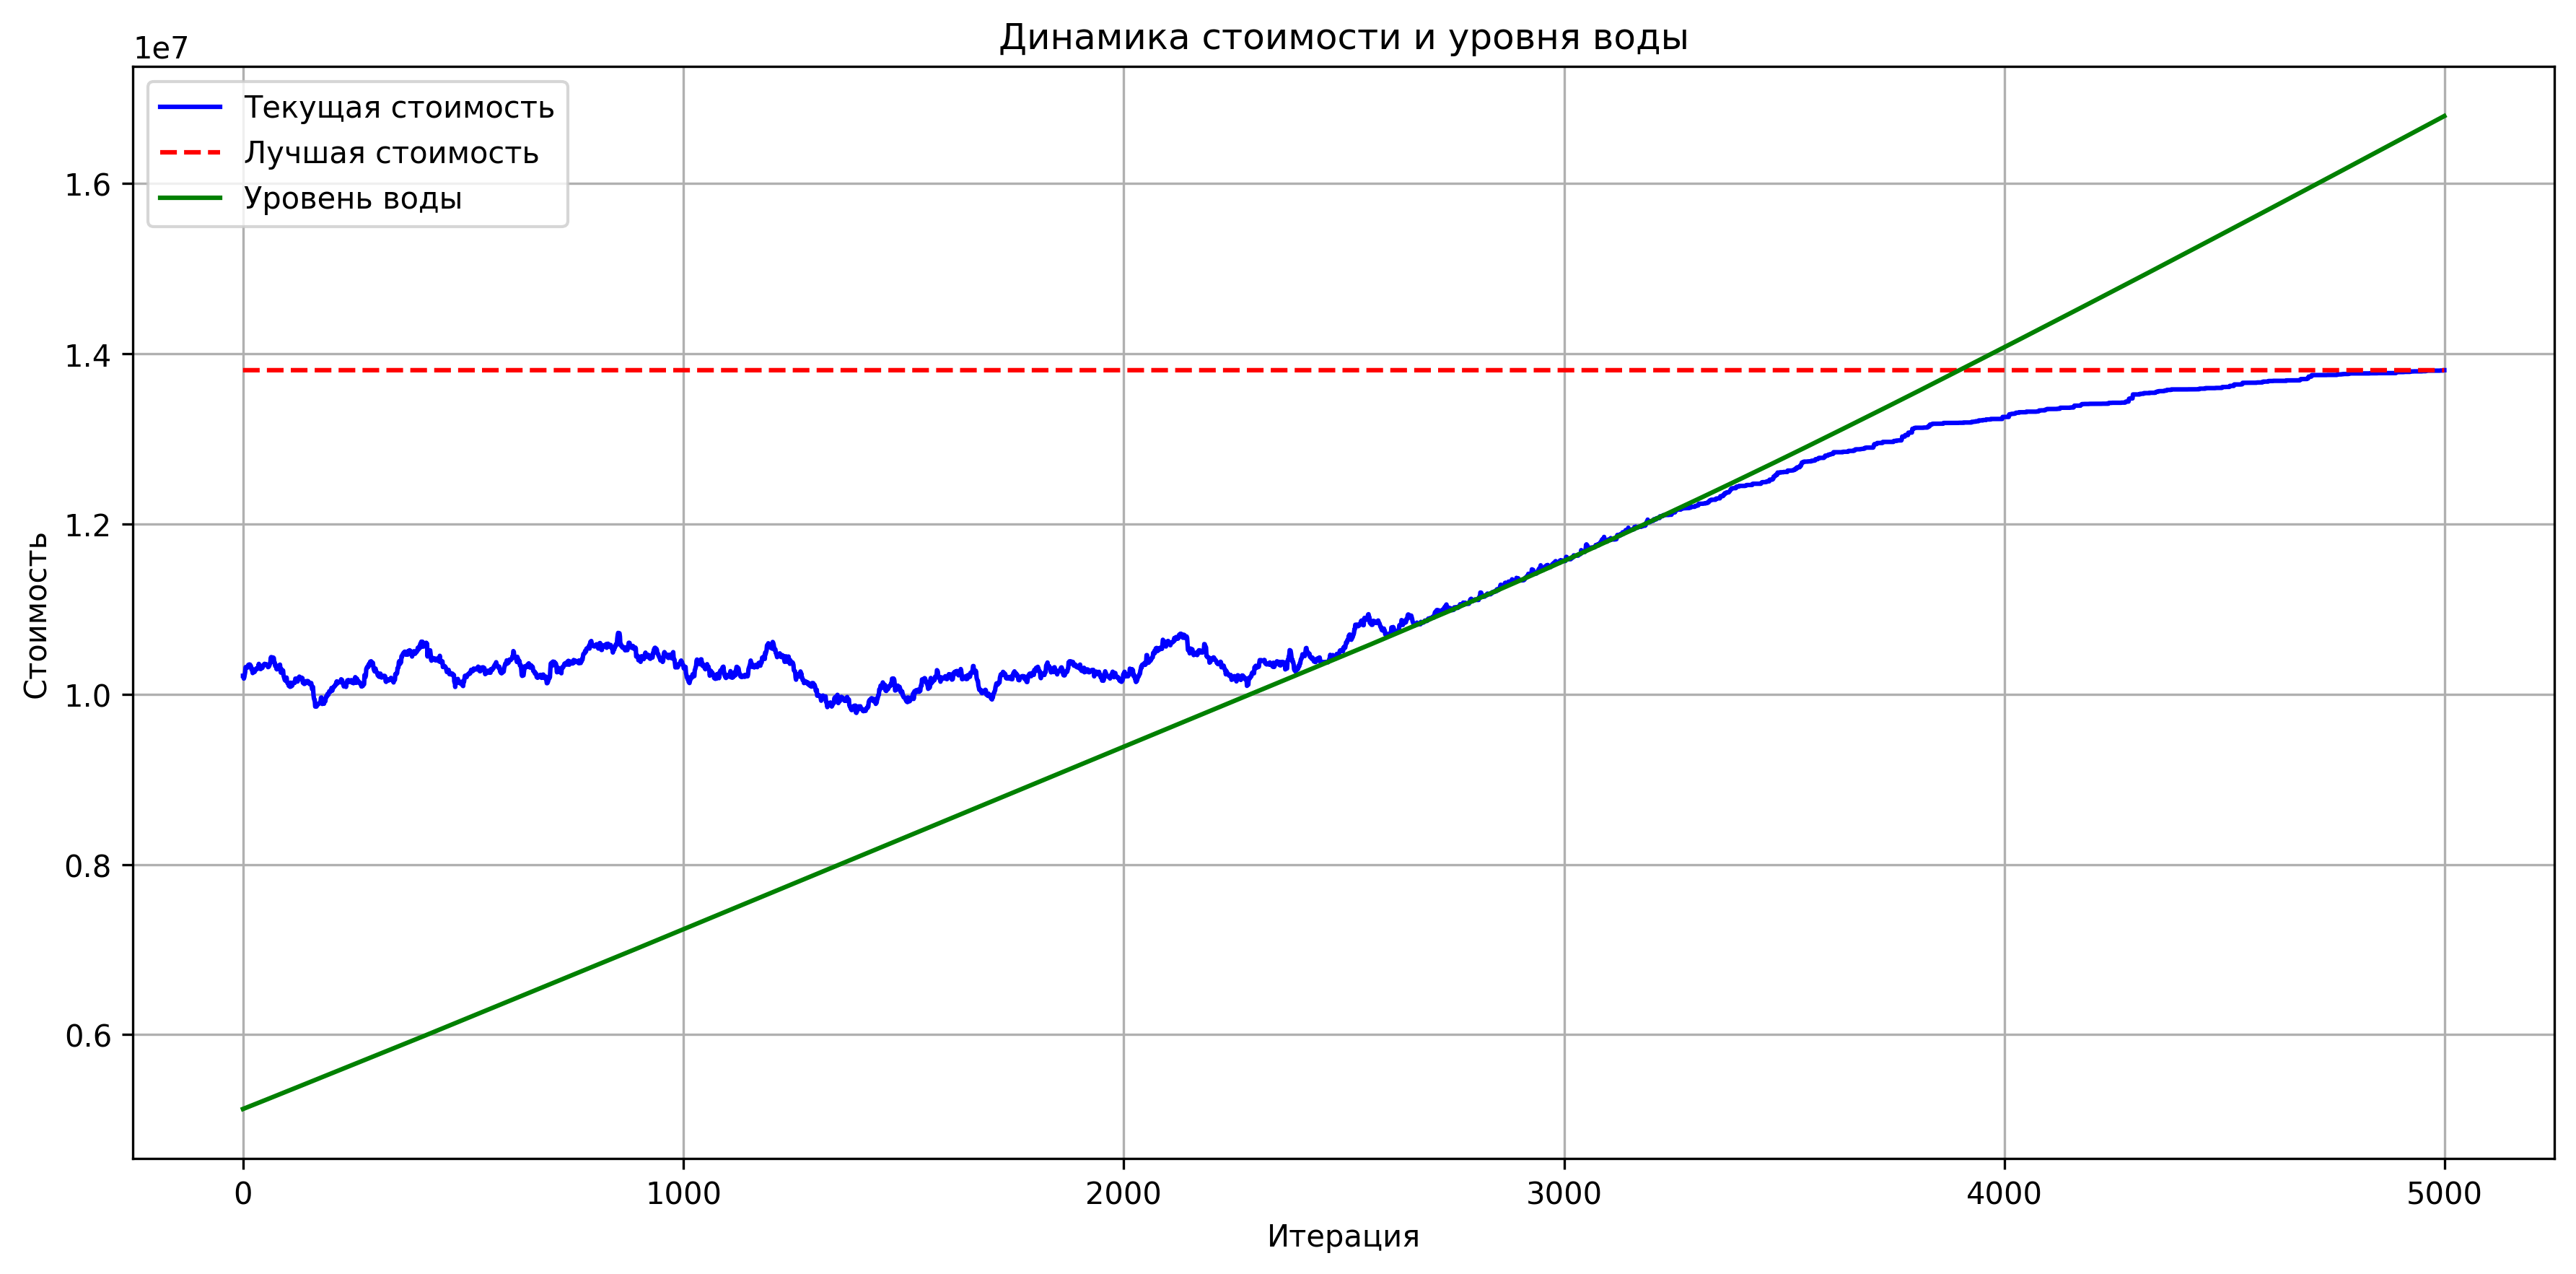 Динамика стоимости и уровня воды
1e7
Текущая стоимость
Лучшая стоимость
Уровень воды
1.6
1.4
1.2
1.0
0.8
0.6
Стоимость
0 1000 2000 3000 4000 5000
Итерация